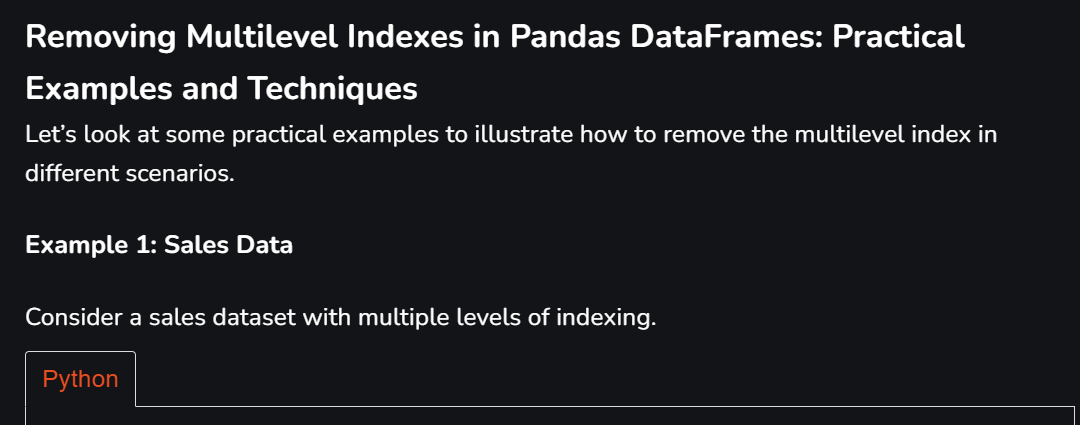 Removing Multilevel Indexes in Pandas DataFrames: Practical
Examples and Techniques
Let’s look at some practical examples to illustrate how to remove the multilevel index in
different scenarios.
Example 1: Sales Data
Consider a sales dataset with multiple levels of indexing.
Python